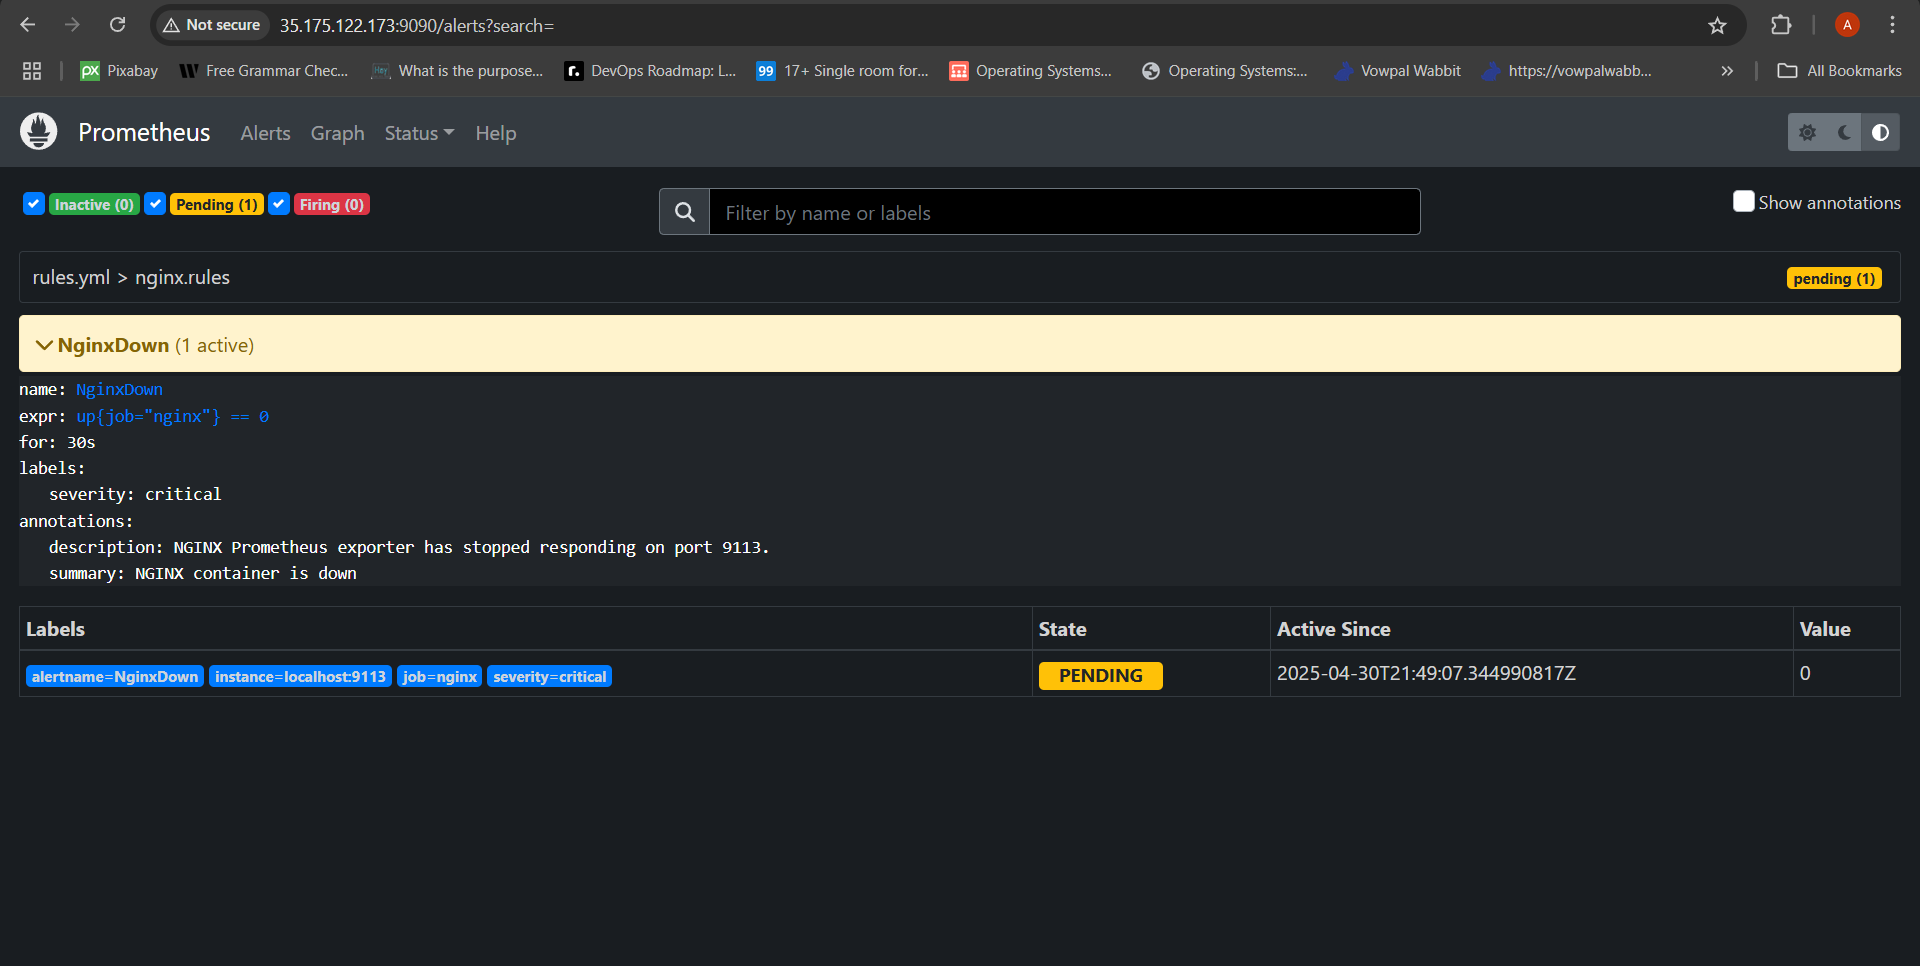 Not secure 35.175.122.173:9090/alerts?search= A
px Pixabay W Free Grammar Chec... Hey What is the purpose... r. DevOps Roadmap: L... 99 17+ Single room for... Operating Systems... Operating Systems:... Vowpal Wabbit https://vowpalwabb... » All Bookmarks
Prometheus Alerts Graph Status Help
Inactive (0) Pending (1) Firing (0) Filter by name or labels Show annotations
rules.yml > nginx.rules pending (1)
NginxDown (1 active)
name: NginxDown
expr: up{job="nginx"} == 0
for: 30s
labels:
severity: critical
annotations:
description: NGINX Prometheus exporter has stopped responding on port 9113.
summary: NGINX container is down
Labels State Active Since Value
alertname=NginxDown instance=localhost:9113 job=nginx severity=critical PENDING 2025-04-30T21:49:07.344990817Z 0